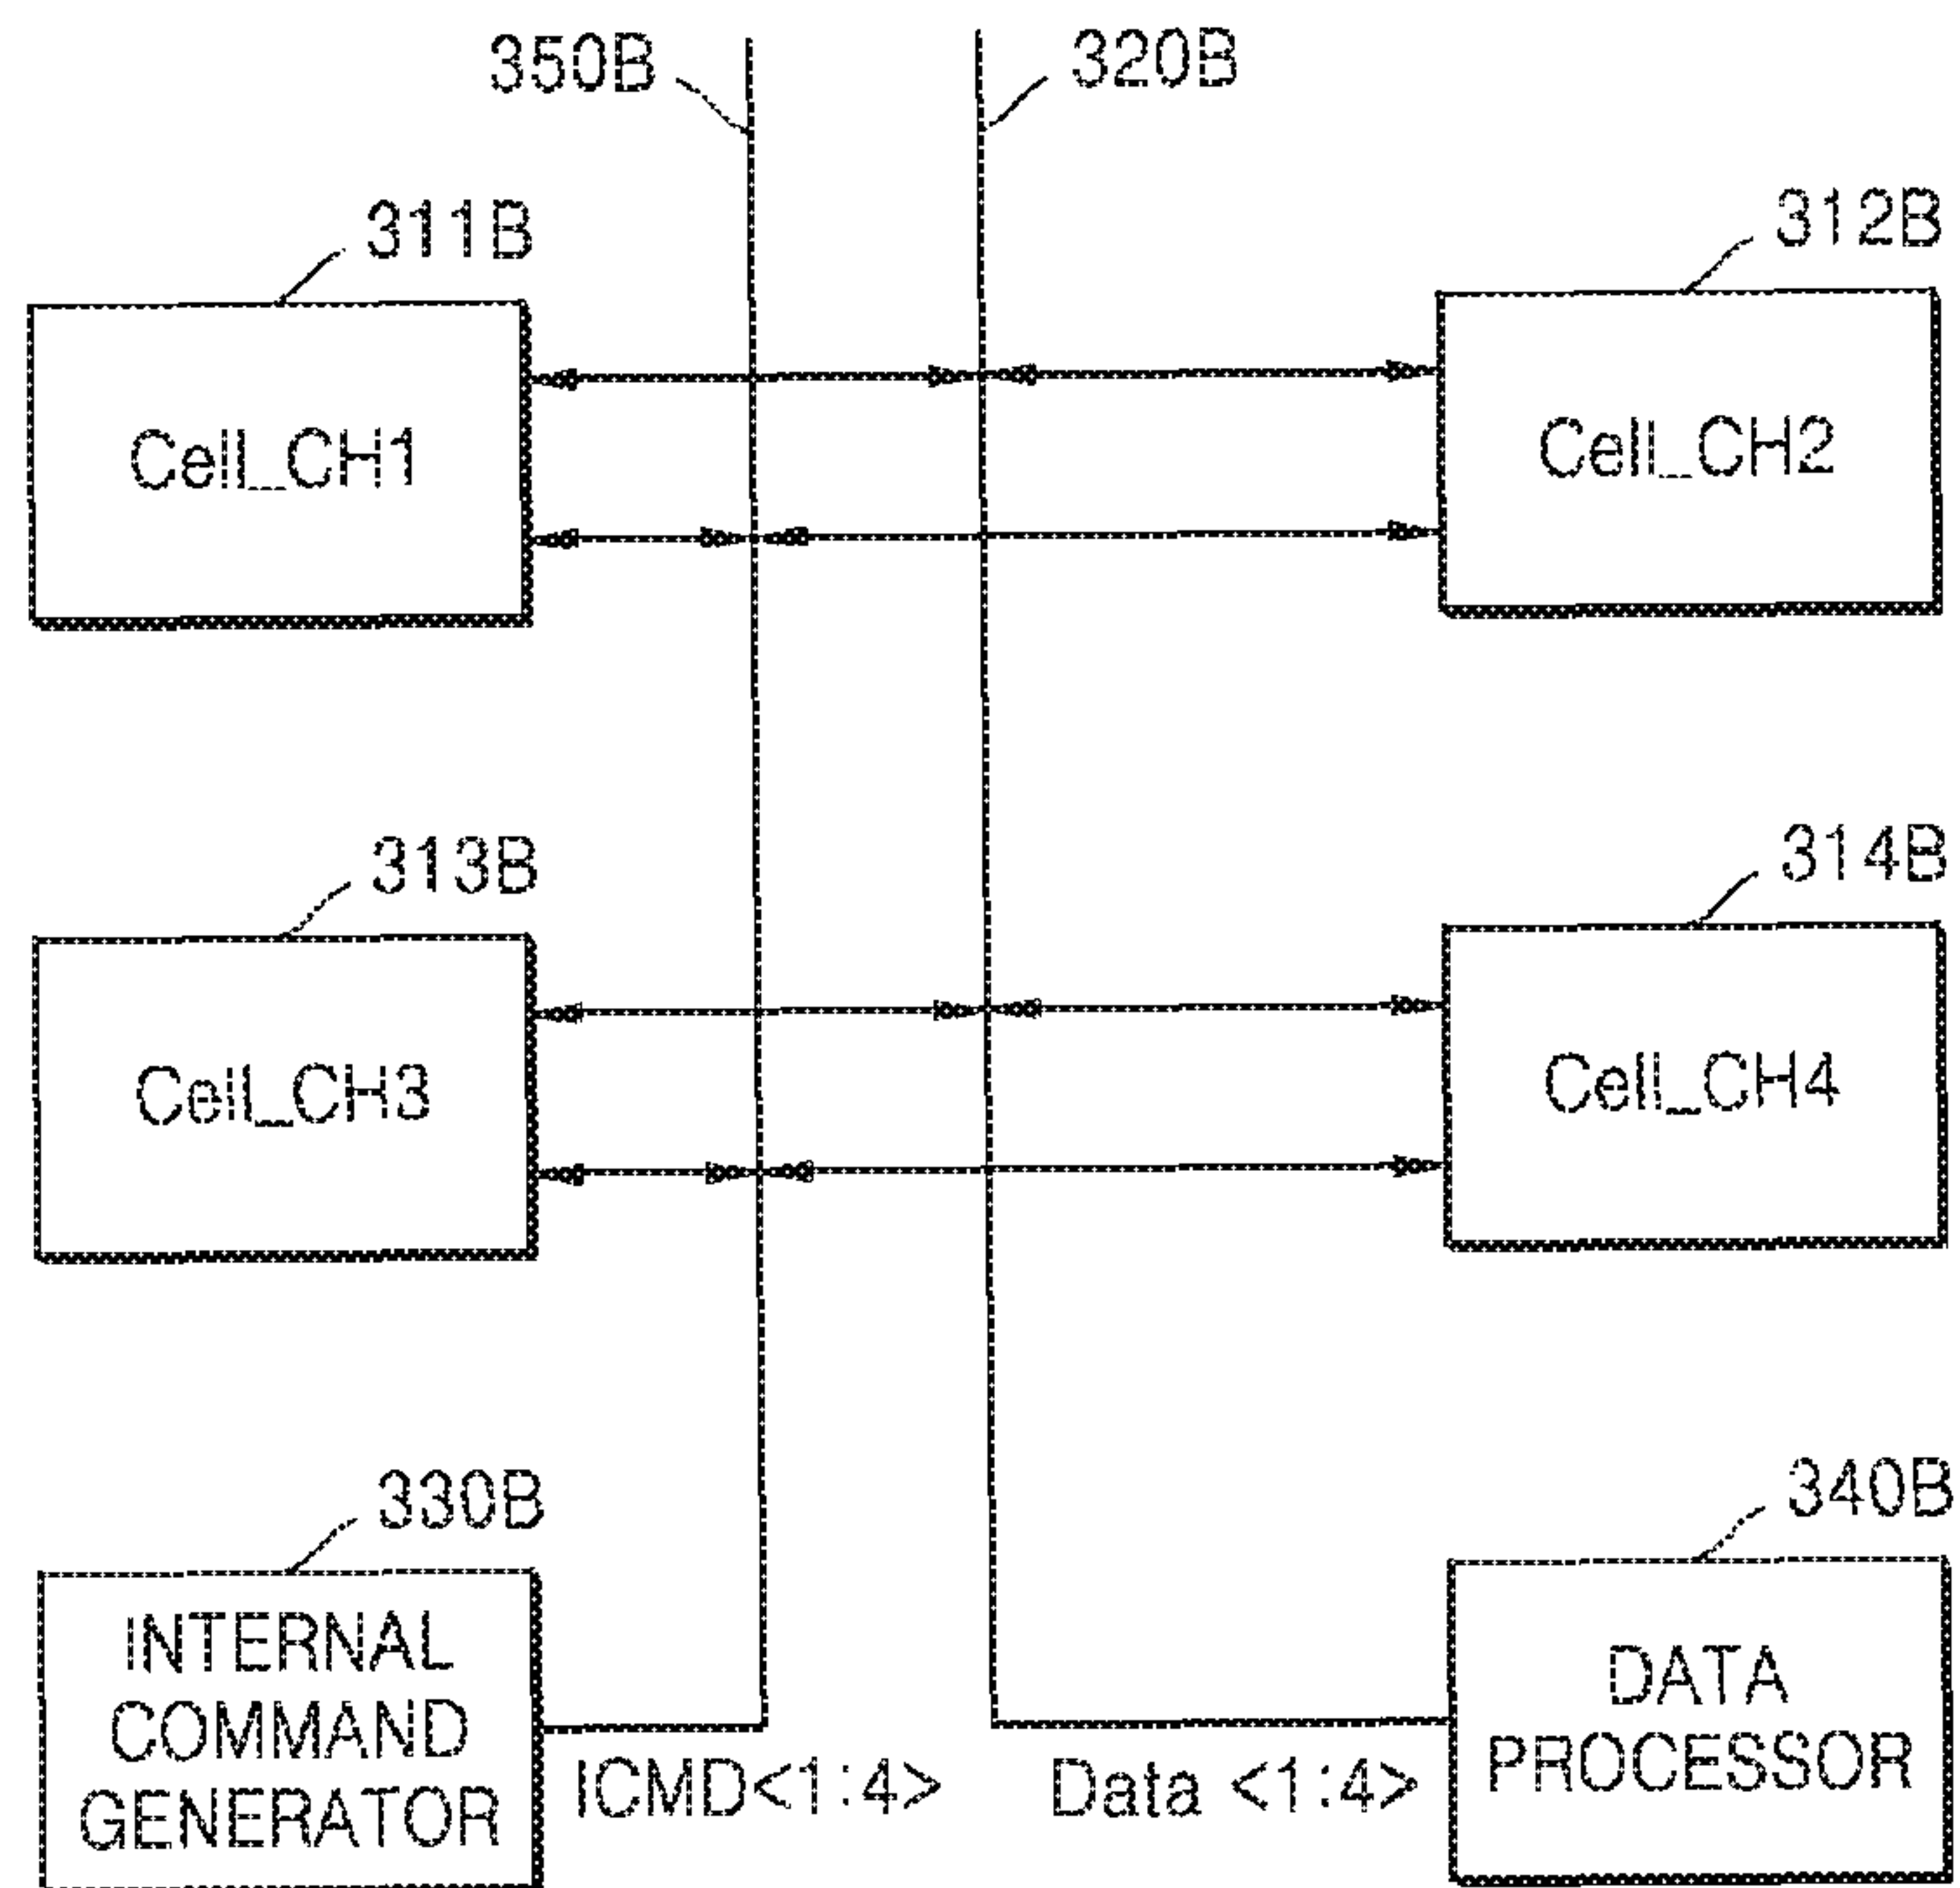 350B
320B
311B
312B
Cell_CH1
Cell_CH2
313B
314B
Cell_CH3
Cell_CH4
330B
340B
INTERNAL
COMMAND
GENERATOR
ICMD<1:4>
Data <1:4>
DATA
PROCESSOR